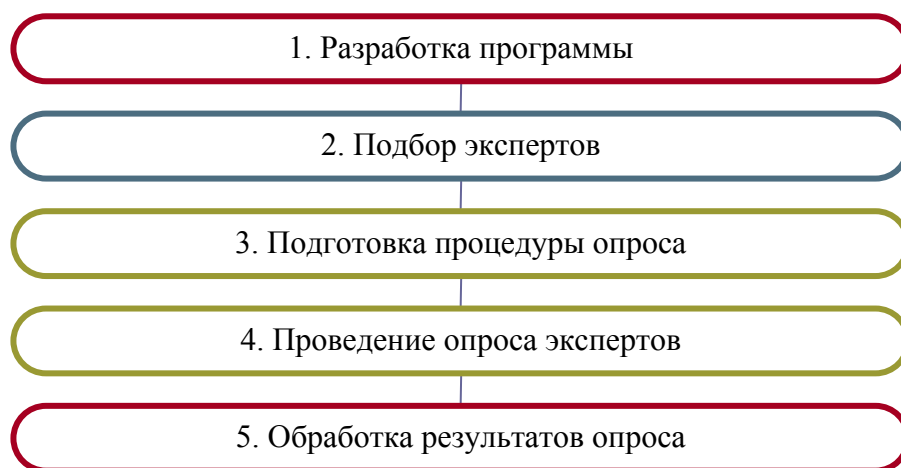 1. Разработка программы
2. Подбор экспертов
3. Подготовка процедуры опроса
4. Проведение опроса экспертов
5. Обработка результатов опроса